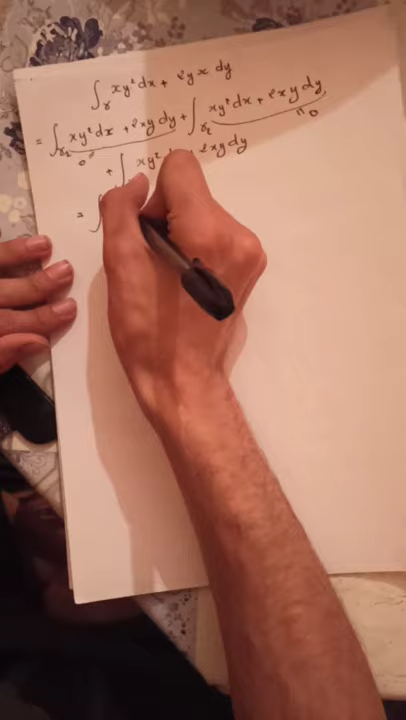 ∫γ xy²dx + 2yx dy
= ∫γ₁ xy²dx + 2xy dy + ∫γ₂ xy²dx + 2xy dy
0 " 0
+ ∫ xy² 2xy dy
= ∫